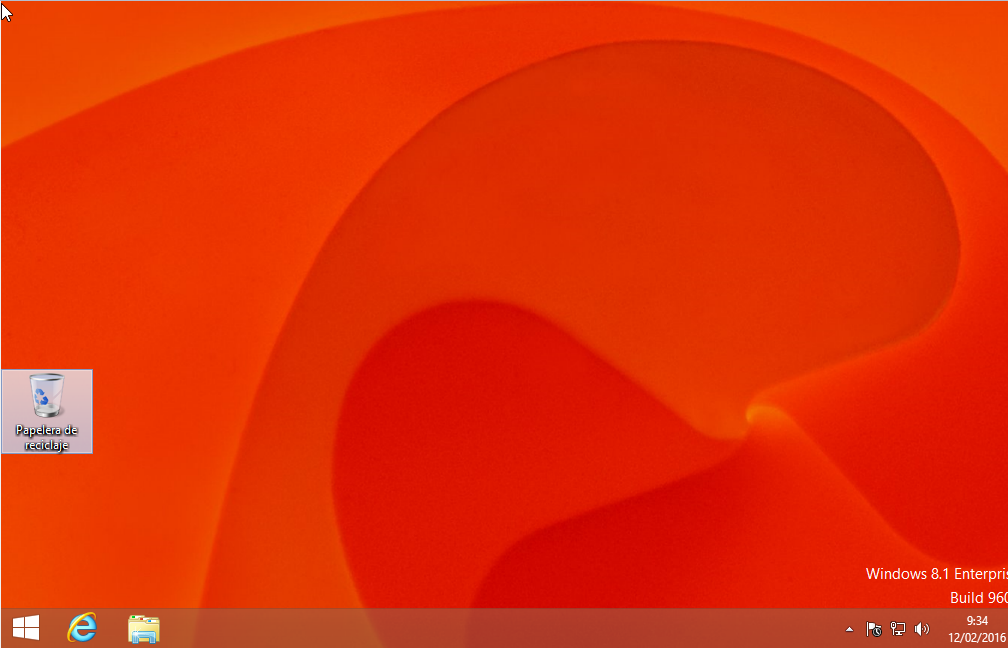 Papelera de
reciclaje
Windows 8.1 Enterpris
Build 960
9:34
12/02/2016